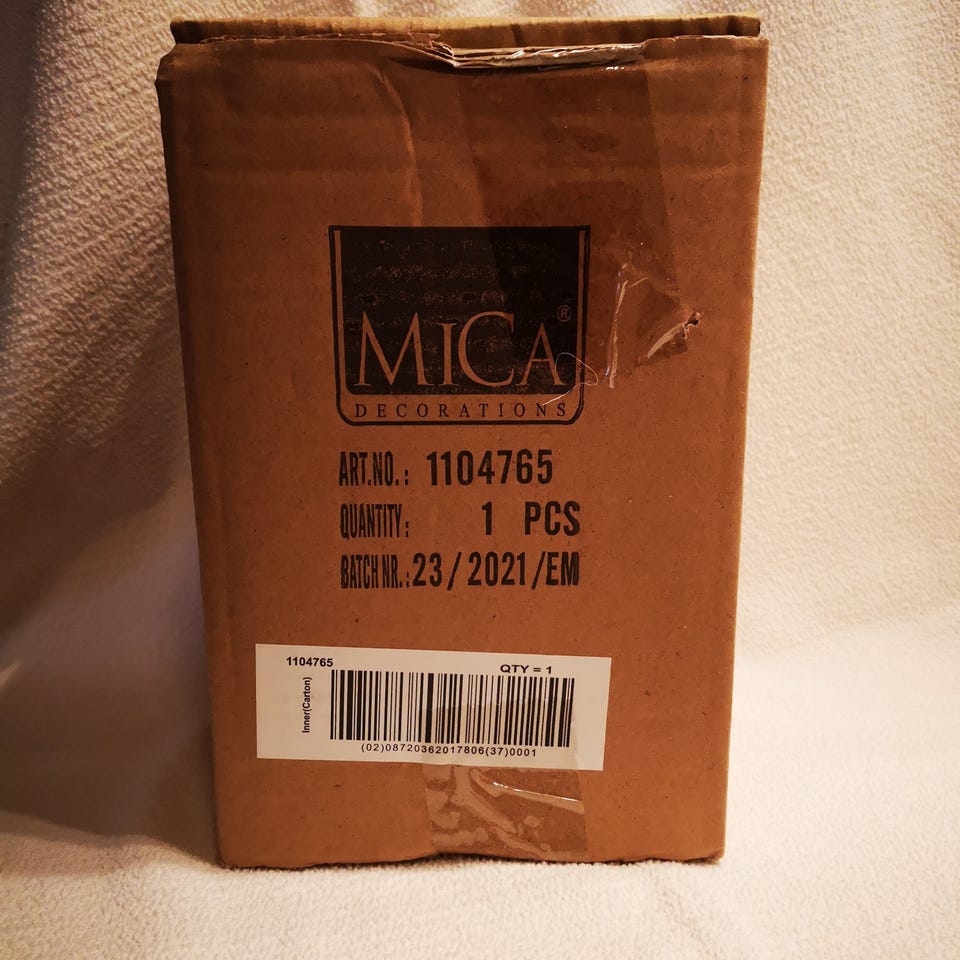 MICA®
DECORATIONS
ART.NO.: 1104765
QUANTITY: 1 PCS
BATCH NR.: 23/2021/EM
1104765 QTY = 1
Inner(Carton)
(02)08720362017806(37)0001